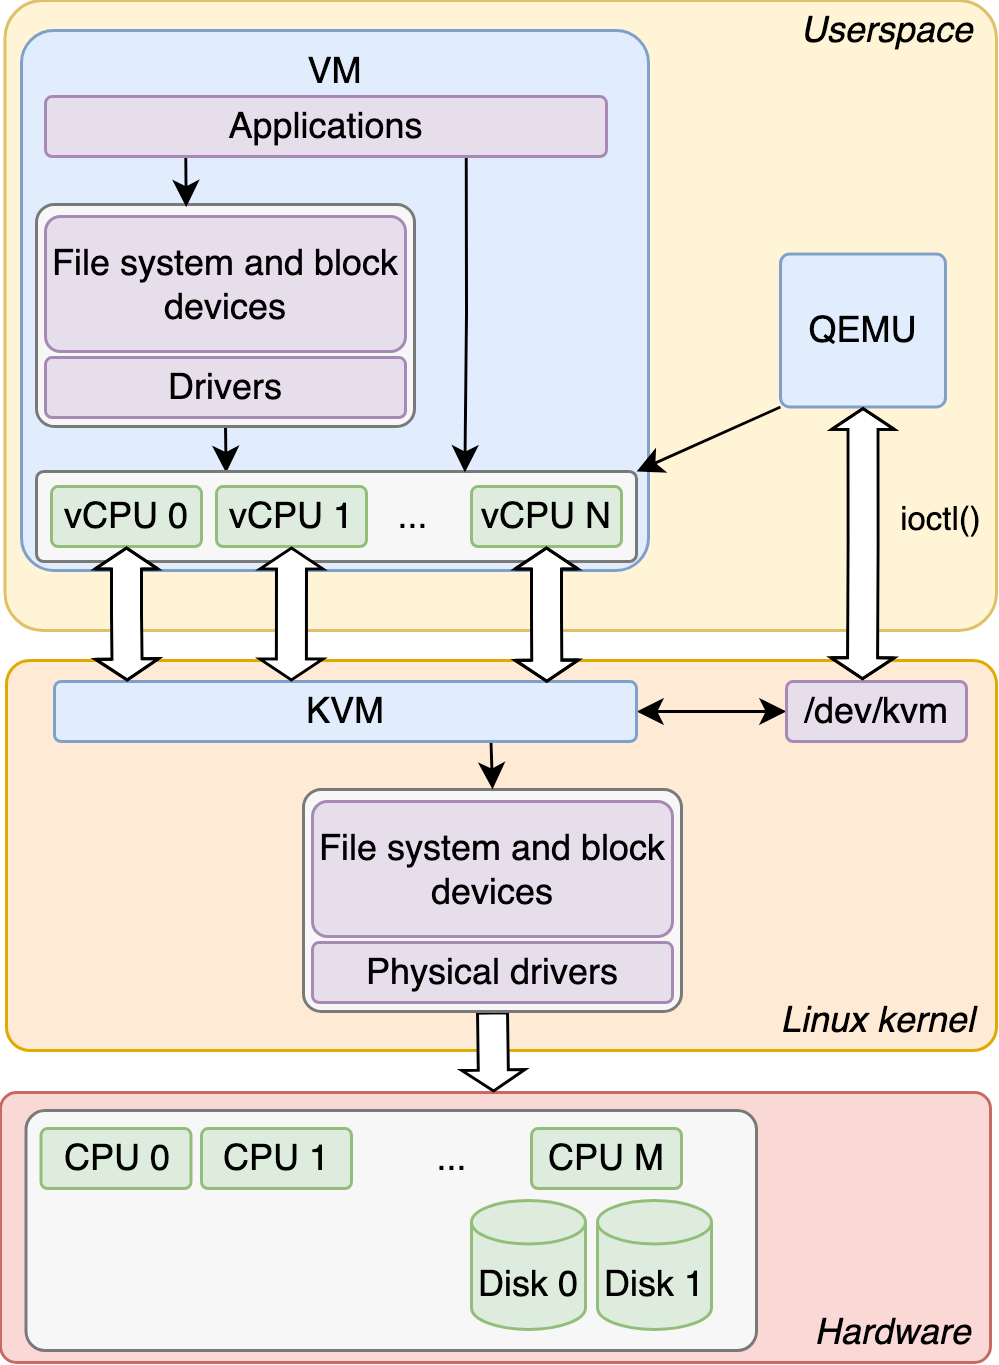 Userspace
VM
Applications
File system and block
devices
Drivers
QEMU
vCPU 0
vCPU 1
...
vCPU N
ioctl()
KVM
/dev/kvm
File system and block
devices
Physical drivers
Linux kernel
CPU 0
CPU 1
...
CPU M
Disk 0
Disk 1
Hardware